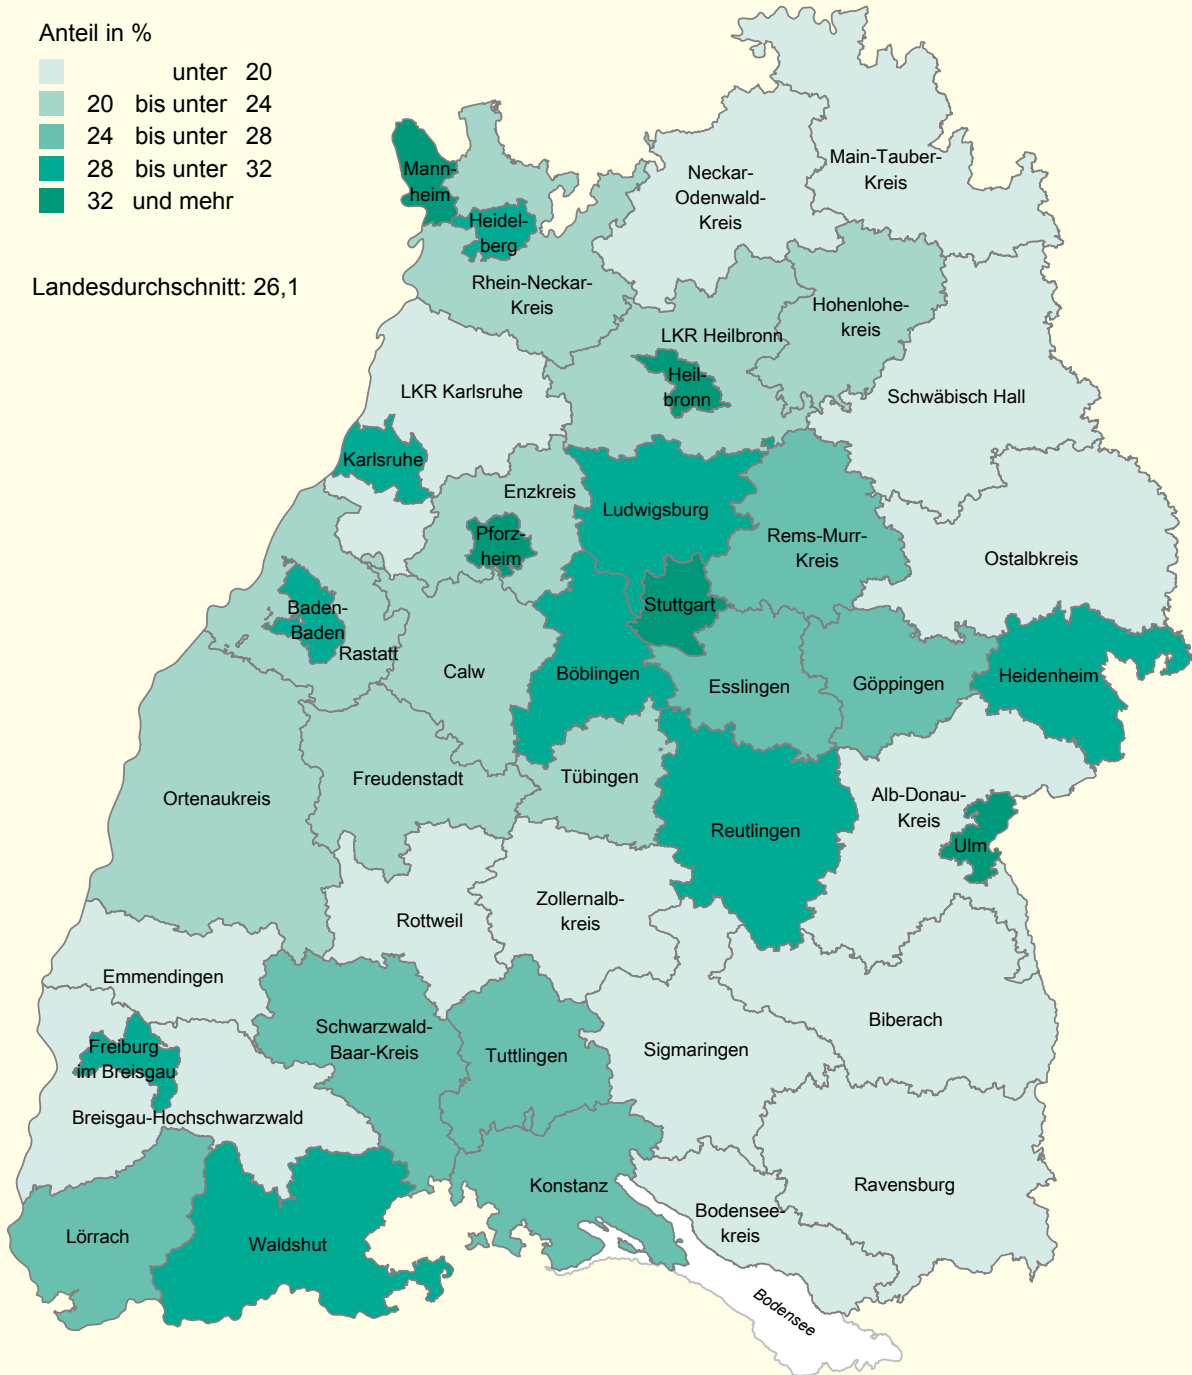 Anteil in %
unter 20
20 bis unter 24
24 bis unter 28
28 bis unter 32
32 und mehr
Landesdurchschnitt: 26,1
Main-Tauber-
Kreis
Neckar-
Odenwald-
Kreis
Mann-
heim
Heidel-
berg
Rhein-Neckar-
Kreis
Hohenlohe-
kreis
LKR Heilbronn
Heil-
bronn
LKR Karlsruhe
Schwäbisch Hall
Karlsruhe
Enzkreis
Ludwigsburg
Pforz-
heim
Rems-Murr-
Kreis
Ostalbkreis
Stuttgart
Baden-
Baden
Rastatt
Calw
Böblingen
Esslingen
Göppingen
Heidenheim
Freudenstadt
Tübingen
Ortenaukreis
Alb-Donau-
Kreis
Reutlingen
Ulm
Zollernalb-
kreis
Rottweil
Emmendingen
Schwarzwald-
Baar-Kreis
Biberach
Freiburg
im Breisgau
Tuttlingen
Sigmaringen
Breisgau-Hochschwarzwald
Konstanz
Ravensburg
Bodensee-
kreis
Lörrach
Waldshut
Bodensee